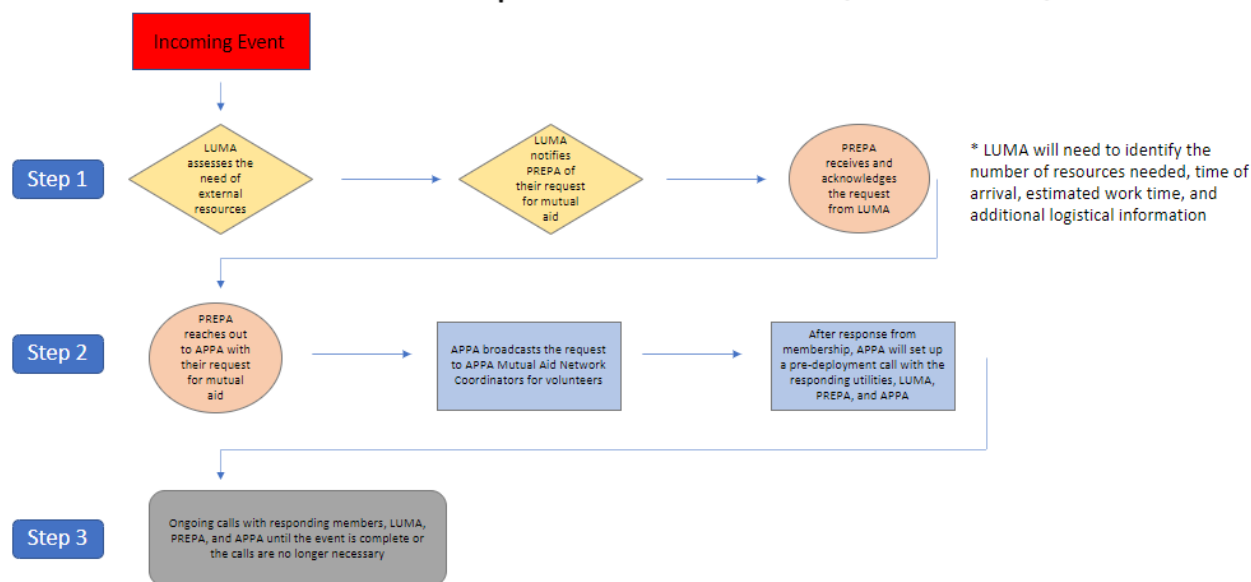 Incoming Event
Step 1
LUMA
assesses the
need of
external
resources
LUMA
notifies
PREPA of
their request
for mutual
aid
PREPA
receives and
acknowledges
the request
from LUMA
* LUMA will need to identify the
number of resources needed, time of
arrival, estimated work time, and
additional logistical information
Step 2
PREPA
reaches out
to APPA with
their request
for mutual
aid
APPA broadcasts the request
to APPA Mutual Aid Network
Coordinators for volunteers
After response from
membership, APPA will set up
a pre-deployment call with the
responding utilities, LUMA,
PREPA, and APPA
Step 3
Ongoing calls with responding members, LUMA,
PREPA, and APPA until the event is complete or
the calls are no longer necessary